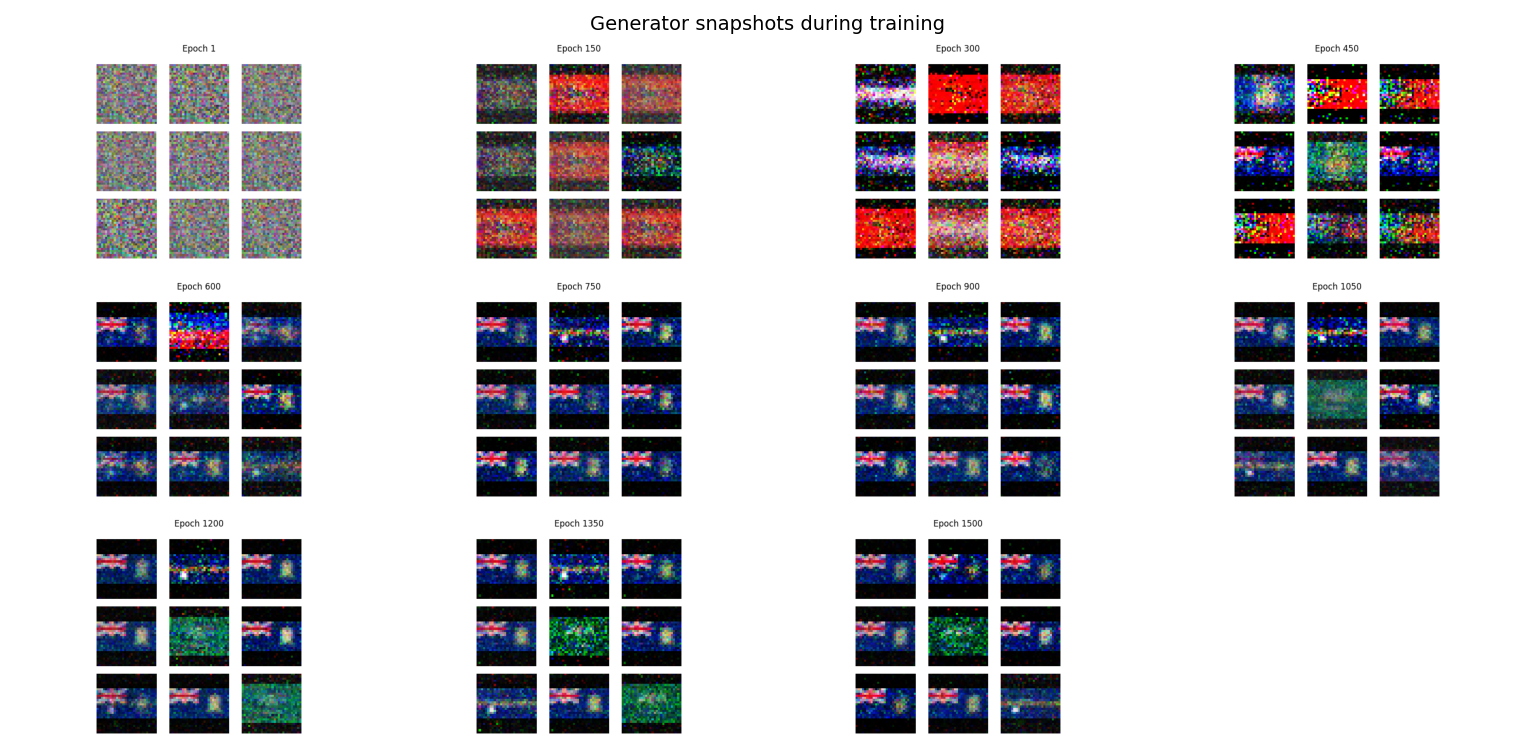 Generator snapshots during training
Epoch 1
Epoch 150
Epoch 300
Epoch 450
Epoch 600
Epoch 750
Epoch 900
Epoch 1050
Epoch 1200
Epoch 1350
Epoch 1500